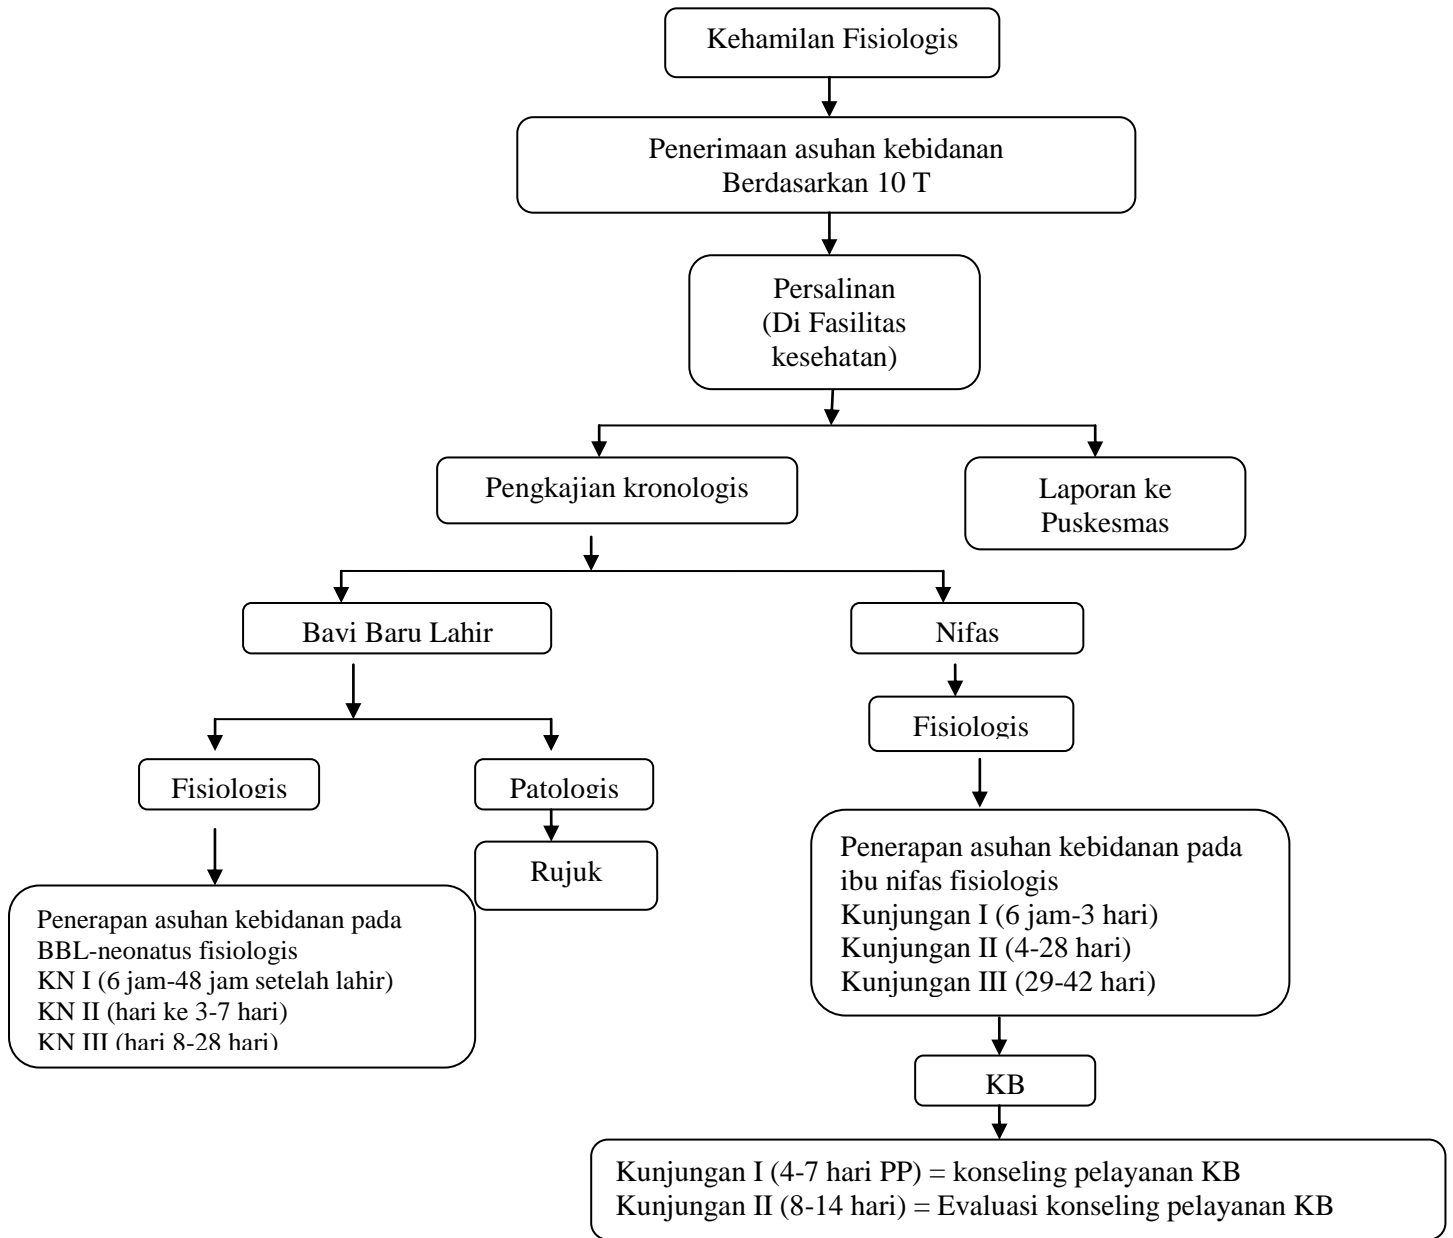 Kehamilan Fisiologis
Penerimaan asuhan kebidanan
Berdasarkan 10 T
Persalinan
(Di Fasilitas
kesehatan)
Pengkajian kronologis
Laporan ke
Puskesmas
Bavi Baru Lahir
Nifas
Fisiologis
Fisiologis
Patologis
Rujuk
Penerapan asuhan kebidanan pada
ibu nifas fisiologis
Kunjungan I (6 jam-3 hari)
Kunjungan II (4-28 hari)
Kunjungan III (29-42 hari)
Penerapan asuhan kebidanan pada
BBL-neonatus fisiologis
KN I (6 jam-48 jam setelah lahir)
KN II (hari ke 3-7 hari)
KN III (hari 8-28 hari)
KB
Kunjungan I (4-7 hari PP) = konseling pelayanan KB
Kunjungan II (8-14 hari) = Evaluasi konseling pelayanan KB